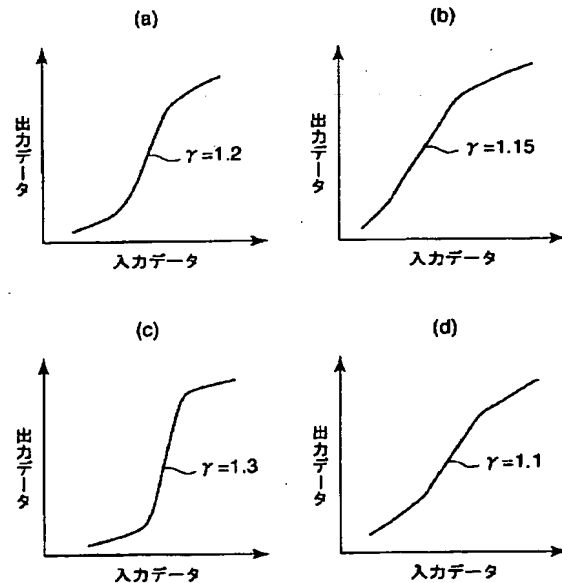 (a)
出力データ
γ=1.2
入力データ
(b)
出力データ
γ=1.15
入力データ
(c)
出力データ
γ=1.3
入力データ
(d)
出力データ
γ=1.1
入力データ